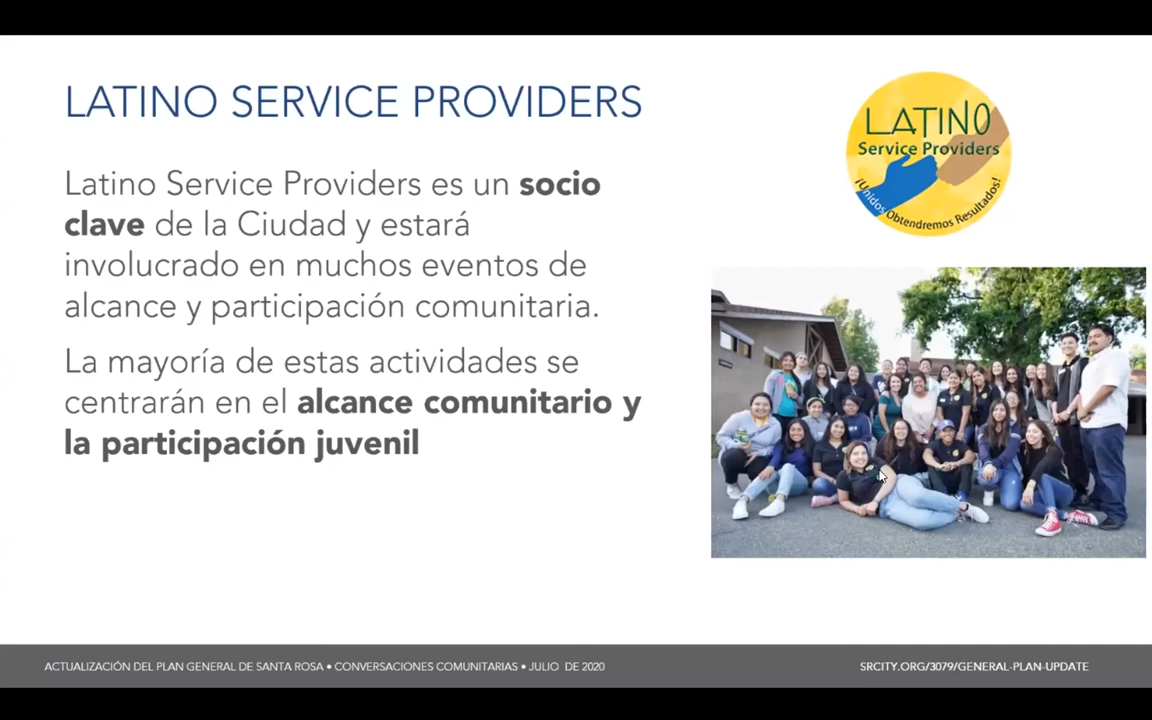 LATINO SERVICE PROVIDERS
Latino Service Providers es un socio
clave de la Ciudad y estará
involucrado en muchos eventos de
alcance y participación comunitaria.
La mayoría de estas actividades se
centrarán en el alcance comunitario y
la participación juvenil
LATINO
Service Providers
¡Unidos Obtendremos Resultados!
ACTUALIZACIÓN DEL PLAN GENERAL DE SANTA ROSA • CONVERSACIONES COMUNITARIAS • JULIO DE 2020
SRCITY.ORG/3079/GENERAL-PLAN-UPDATE